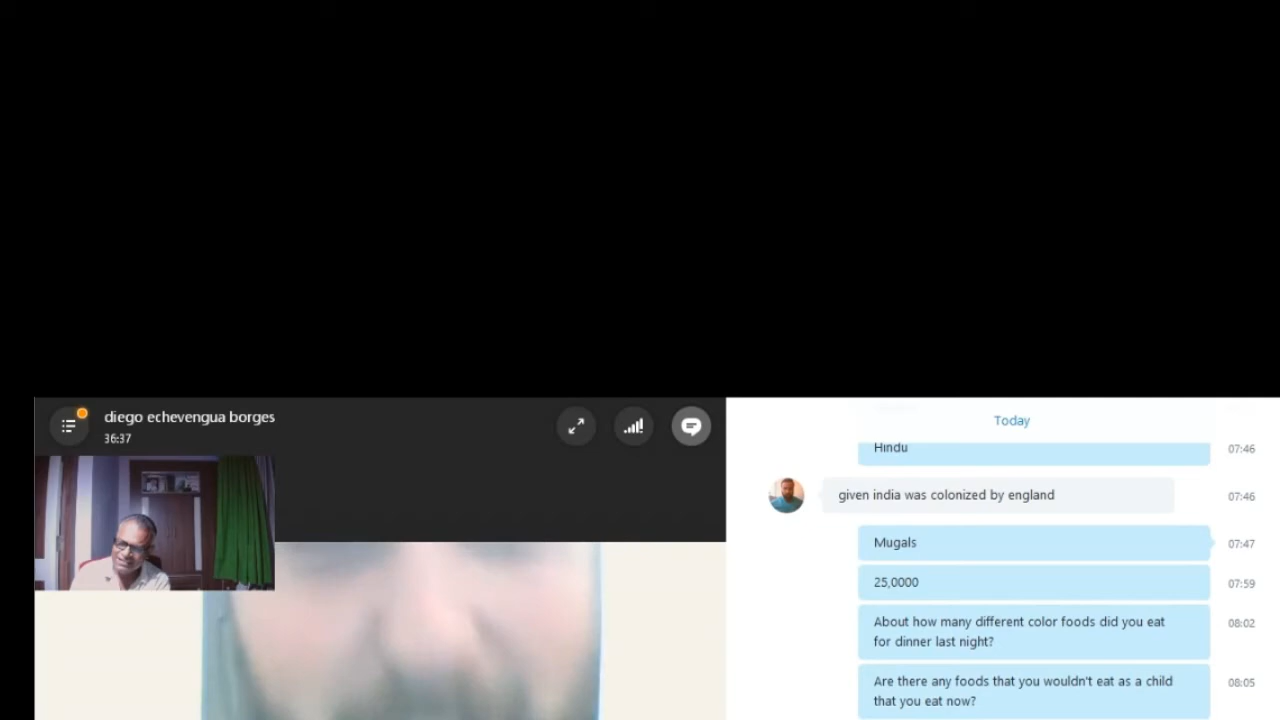 diego echevengua borges
36:37
Today
Hindu
07:46
given india was colonized by england
07:46
Mugals
07:47
25,0000
07:59
About how many different color foods did you eat
for dinner last night?
08:02
Are there any foods that you wouldn't eat as a child
that you eat now?
08:05